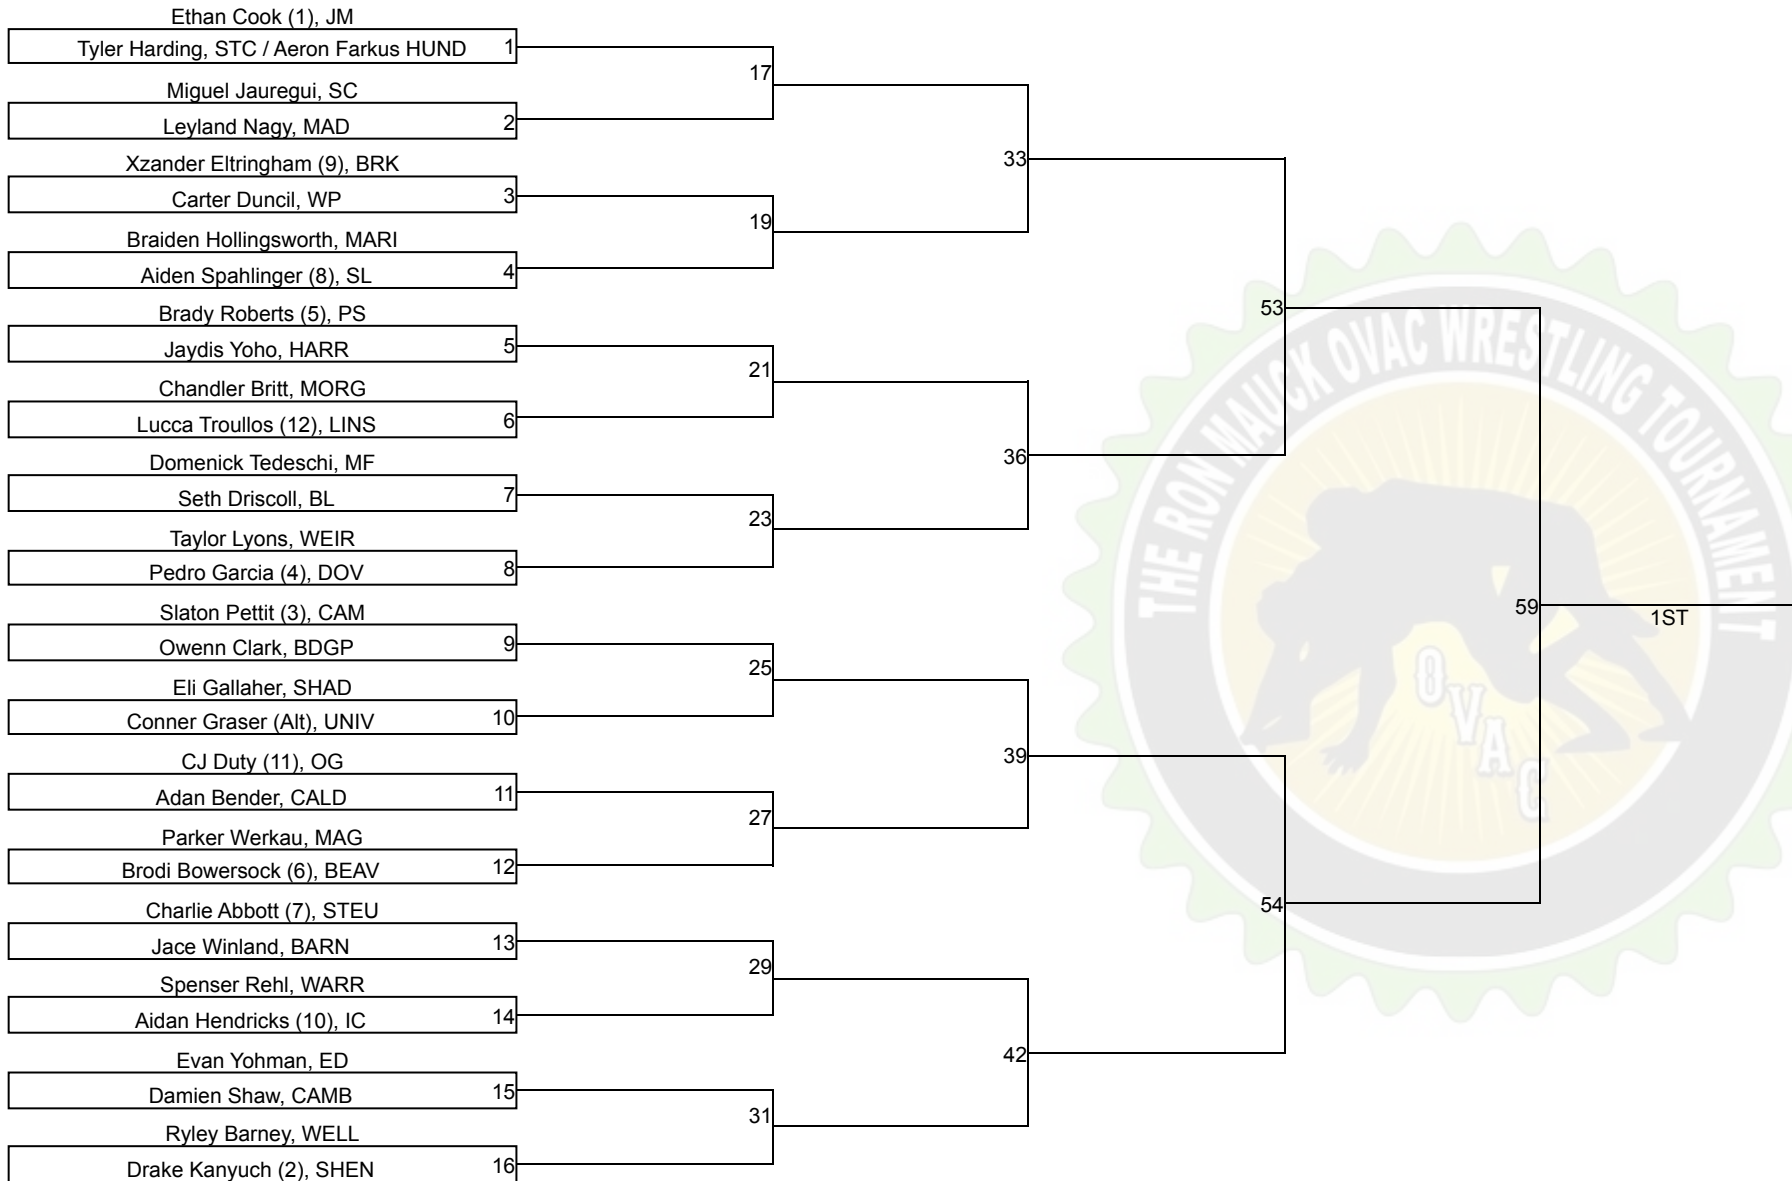 Ethan Cook (1), JM
Tyler Harding, STC / Aeron Farkus HUND 1
17
Miguel Jauregui, SC
Leyland Nagy, MAD 2
33
Xzander Eltringham (9), BRK
Carter Duncil, WP 3
19
Braiden Hollingsworth, MARI
Aiden Spahlinger (8), SL 4
53
Brady Roberts (5), PS
Jaydis Yoho, HARR 5
21
Chandler Britt, MORG
Lucca Troullos (12), LINS 6
36
Domenick Tedeschi, MF
Seth Driscoll, BL 7
23
Taylor Lyons, WEIR
Pedro Garcia (4), DOV 8
59
1ST
Slaton Pettit (3), CAM
Owenn Clark, BDGP 9
25
Eli Gallaher, SHAD
Conner Graser (Alt), UNIV 10
39
CJ Duty (11), OG
Adan Bender, CALD 11
27
Parker Werkau, MAG
Brodi Bowersock (6), BEAV 12
54
Charlie Abbott (7), STEU
Jace Winland, BARN 13
29
Spenser Rehl, WARR
Aidan Hendricks (10), IC 14
42
Evan Yohman, ED
Damien Shaw, CAMB 15
31
Ryley Barney, WELL
Drake Kanyuch (2), SHEN 16
THE RON MAUCK OVAC WRESTLING TOURNAMENT
OVAC